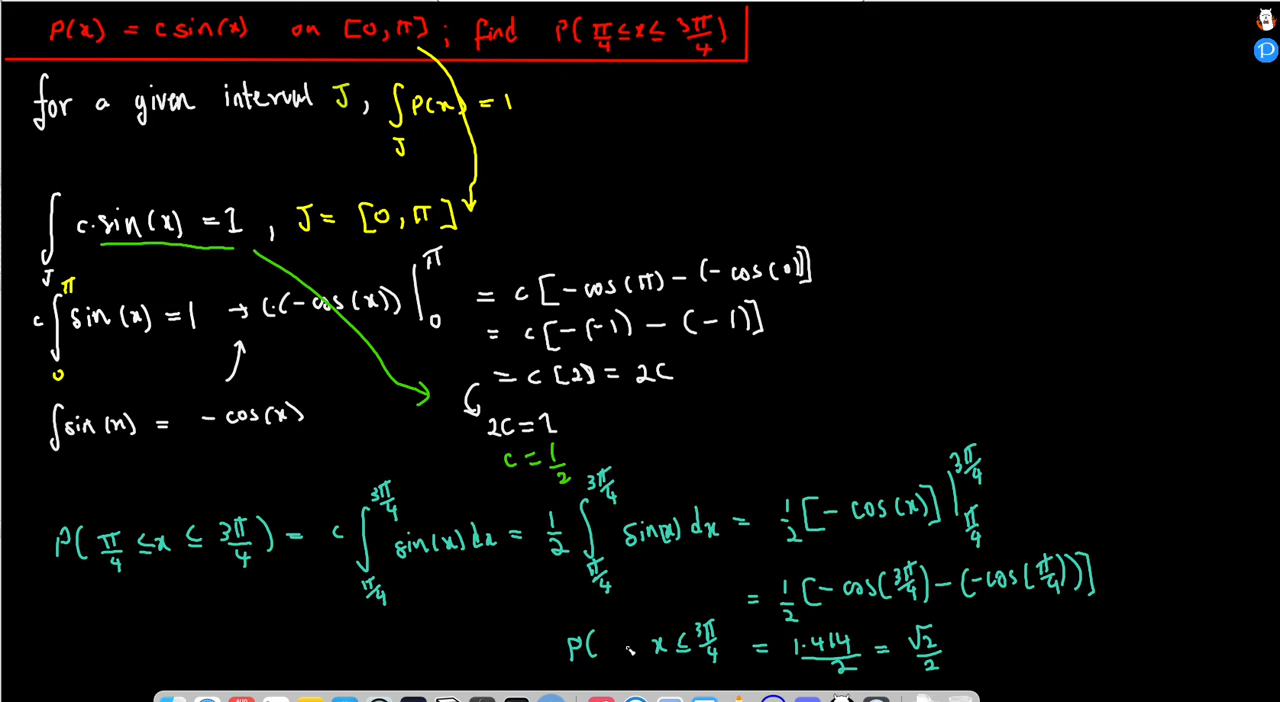 P(x) = c sin(x) on [0,π] ; find P( π/4 ≤ x ≤ 3π/4 )
for a given interval J , ∫_J P(x) = 1
∫_J c.sin(x) = 1 , J = [0,π]
c ∫_0^π sin(x) = 1 → c.(-cos(x)) |_0^π = c[-cos(π) - (-cos(0)]
= c[-(-1) - (-1)]
= c[2] = 2c
∫sin(x) = -cos(x)
2c = 1
c = 1/2
P( π/4 ≤ x ≤ 3π/4 ) = c ∫_π/4^3π/4 sin(x) dx = 1/2 ∫_π/4^3π/4 sin(x) dx = 1/2 [-cos(x)] |_π/4^3π/4
= 1/2 [-cos(3π/4) - (-cos(π/4))]
P( x ≤ 3π/4 = 1.414/2 = √2/2